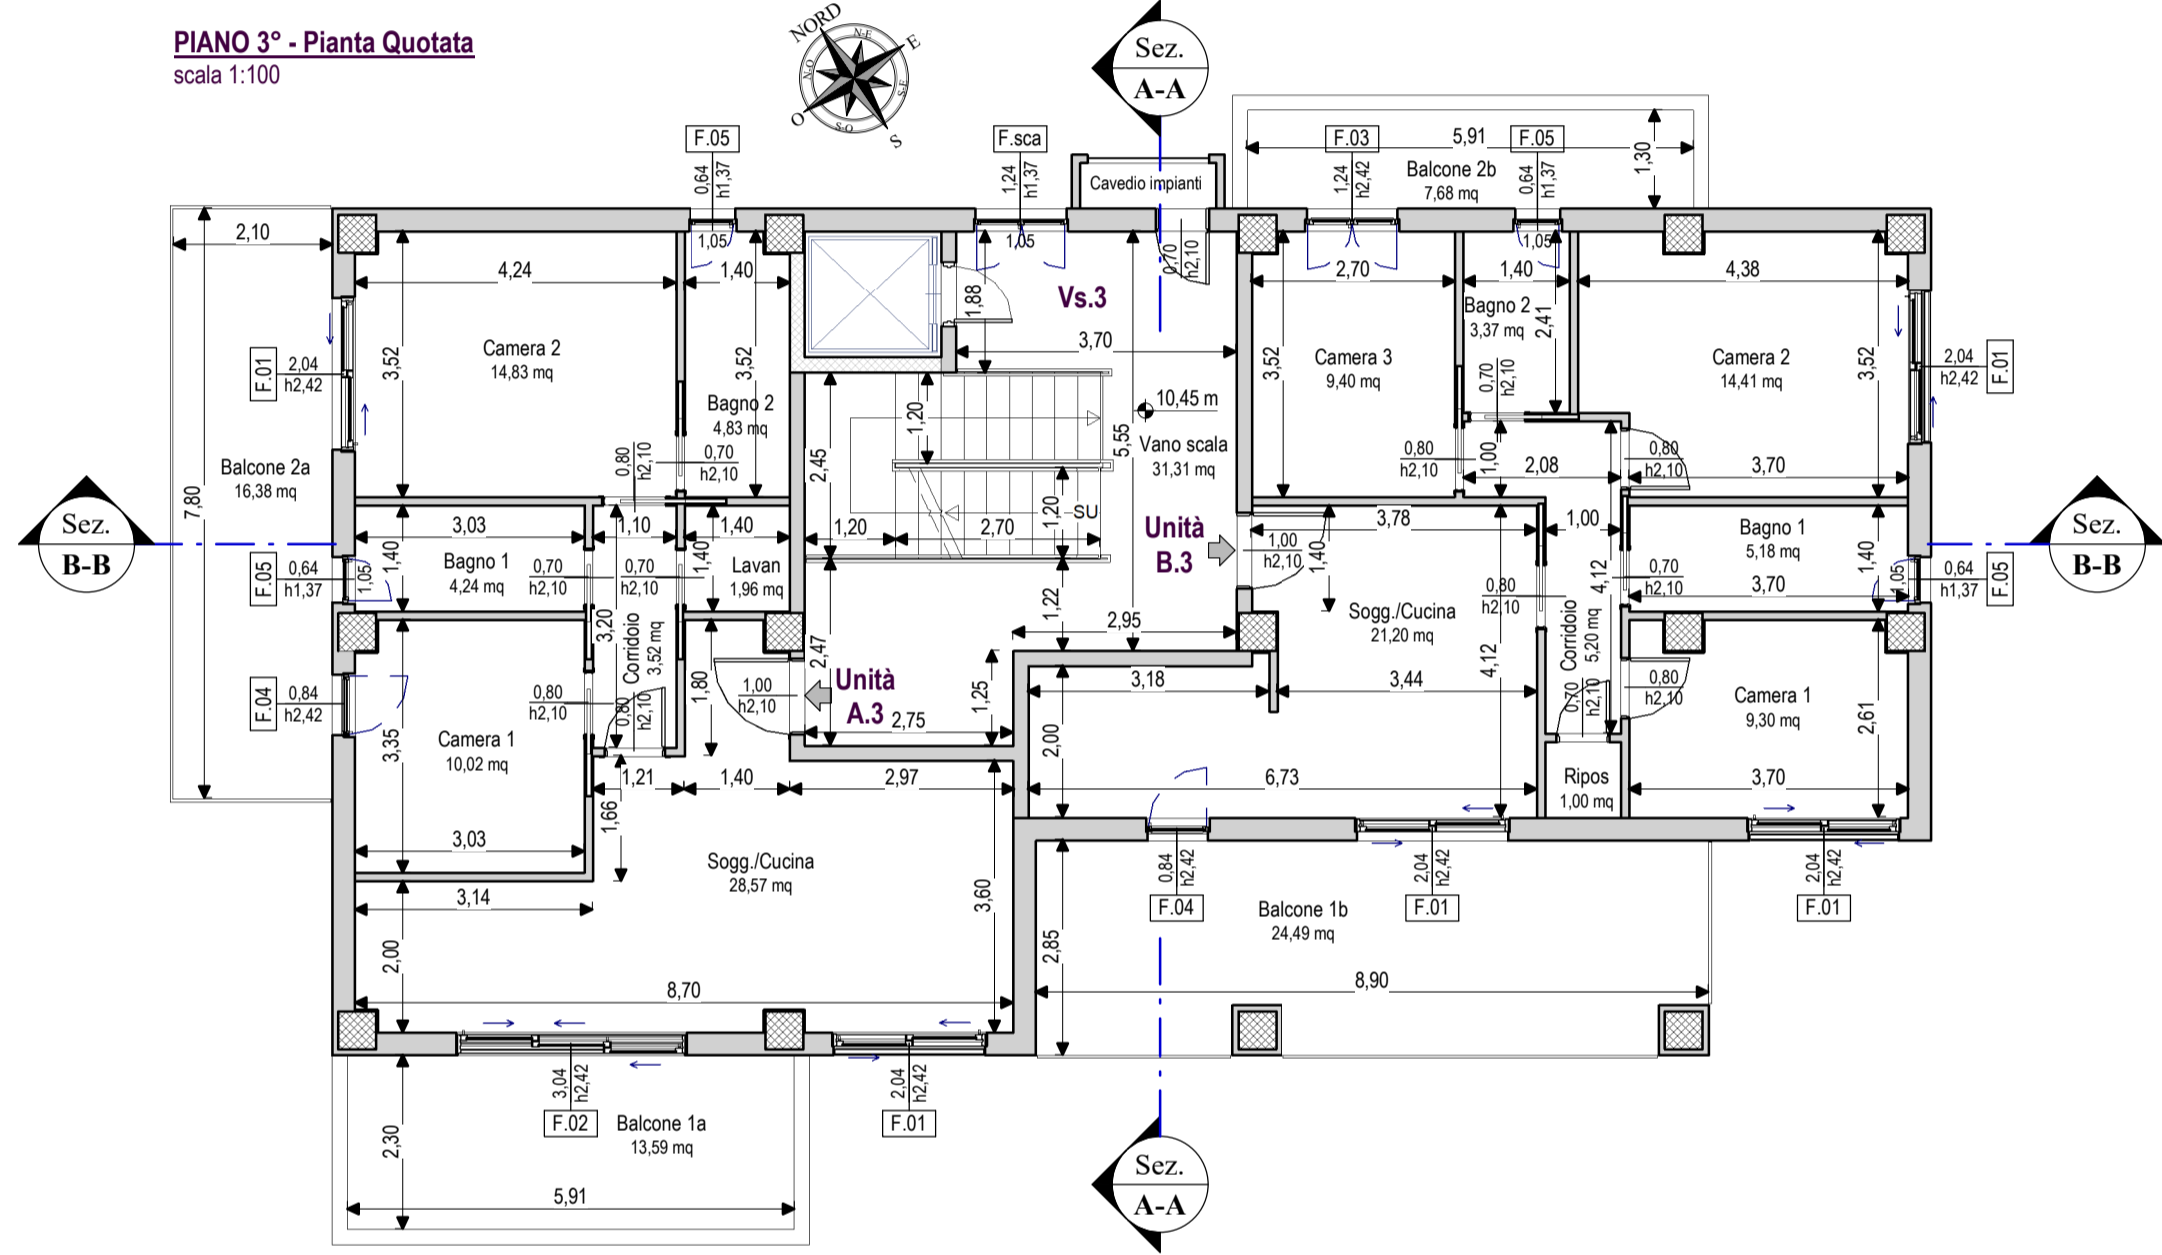 PIANO 3° - Pianta Quotata
scala 1:100
NORD
N-E
E
S-E
S
S-O
O
N-O
Sez.
A-A
F.05
0,64
h1,37
F.sca
1,24
h1,37
Cavedio impianti
F.03
1,24
h2,42
5,91
Balcone 2b
7,68 mq
F.05
0,64
h1,37
1,30
2,10
4,24
1,05
1,40
1,05
0,70
h2,10
2,70
1,05
1,40
4,38
1,88
Vs.3
3,70
Bagno 2
3,37 mq
2,41
Camera 2
14,83 mq
3,52
3,52
Camera 3
9,40 mq
3,52
Camera 2
14,41 mq
3,52
F.01
2,04
h2,42
2,04
h2,42
F.01
0,70
h2,10
Bagno 2
4,83 mq
1,20
10,45 m
Vano scala
31,31 mq
5,55
2,45
0,80
h2,10
0,70
h2,10
0,80
h2,10
1,00
2,08
0,80
h2,10
3,70
Balcone 2a
16,38 mq
7,80
Sez.
B-B
3,03
1,10
1,40
1,20
2,70
1,20
SU
Unità
B.3
1,00
h2,10
3,78
1,40
1,00
Bagno 1
5,18 mq
1,40
Sez.
B-B
Bagno 1
4,24 mq
1,40
1,05
F.05
0,64
h1,37
0,70
h2,10
0,70
h2,10
1,40
Lavan
1,96 mq
0,80
h2,10
4,12
0,70
h2,10
3,70
1,05
0,64
h1,37
F.05
1,22
2,95
Sogg./Cucina
21,20 mq
3,20
Corridoio
3,52 mq
2,47
4,12
Corridoio
5,20 mq
F.04
0,84
h2,42
0,80
h2,10
0,80
h2,10
1,80
1,00
h2,10
Unità
A.3
2,75
1,25
3,18
3,44
0,70
h2,10
0,80
h2,10
Camera 1
9,30 mq
2,61
Camera 1
10,02 mq
3,35
2,00
1,21
1,40
2,97
6,73
Ripos
1,00 mq
3,70
1,66
3,03
Sogg./Cucina
28,57 mq
3,14
3,60
2,00
8,70
0,84
h2,42
F.04
2,04
h2,42
F.01
2,04
h2,42
F.01
Balcone 1b
24,49 mq
2,85
8,90
3,04
h2,42
F.02
2,04
h2,42
F.01
Balcone 1a
13,59 mq
2,30
5,91
Sez.
A-A